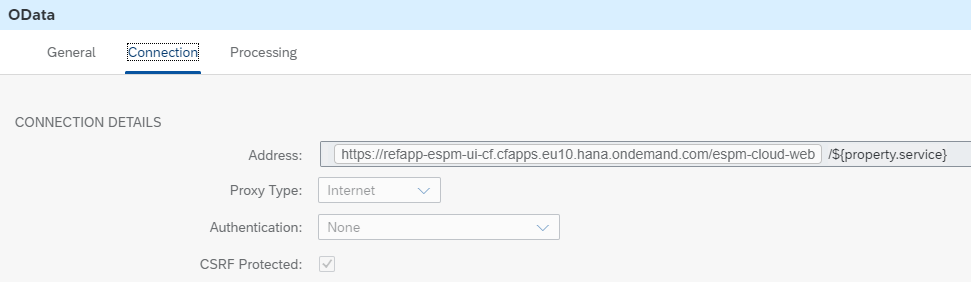 OData
General Connection Processing
CONNECTION DETAILS
Address: https://refapp-espm-ui-cf.cfapps.eu10.hana.ondemand.com/espm-cloud-web /${property.service}
Proxy Type: Internet
Authentication: None
CSRF Protected: